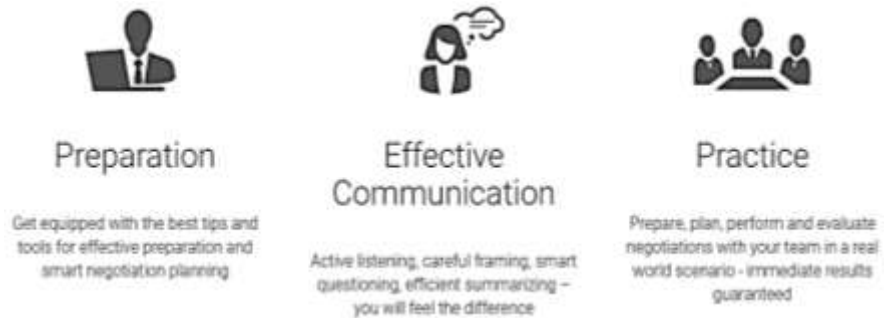 Preparation
Get equipped with the best tips and
tools for effective preparation and
smart negotiation planning
Effective
Communication
Active listening, careful framing, smart
questioning, efficient summarizing –
you will feel the difference
Practice
Prepare, plan, perform and evaluate
negotiations with your team in a real
world scenario - immediate results
guaranteed